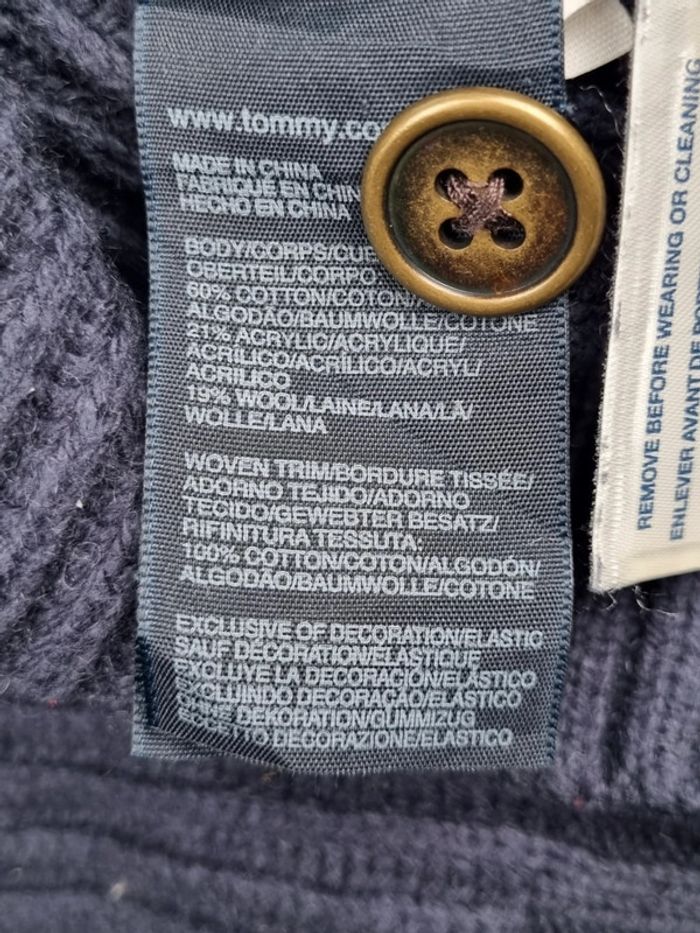 www.tommy.co
MADE IN CHINA
FABRIQUÉ EN CHIN
HECHO EN CHINA
BODY/CORPS/CU
OBERTEIL/CORPO
60% COTTON/COTON/
ALGODÃO/BAUMWOLLE/COTONE
21% ACRYLIC/ACRYLIQUE/
ACRILICO/ACRÍLICO/ACRYL/
ACRILICO
19% WOOL/LAINE/LANA/LÃ/
WOLLE/LANA
WOVEN TRIM/BORDURE TISSÉE/
ADORNO TEJIDO/ADORNO
TECIDO/GEWEBTER BESATZ/
RIFINITURA TESSUTA:
100% COTTON/COTON/ALGODÓN/
ALGODÃO/BAUMWOLLE/COTONE
EXCLUSIVE OF DECORATION/ELASTIC
SAUF DÉCORATION/ÉLASTIQUE
EXCLUYE LA DECORACIÓN/ELÁSTICO
EXCLUINDO DECORAÇÃO/ELÁSTICO
DEKORATION/GUMMIZUG
DECORAZIONE/ELASTICO
REMOVE BEFORE WEARING OR CLEANING
ENLEVER AVANT DE